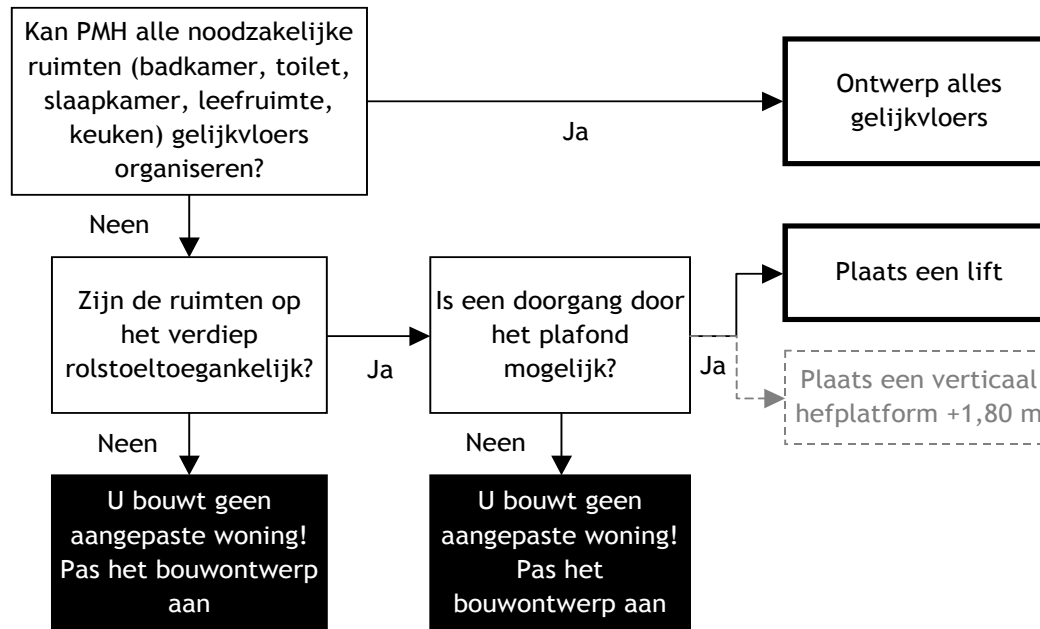 Kan PMH alle noodzakelijke
ruimten (badkamer, toilet,
slaapkamer, leefruimte,
keuken) gelijkvloers
organiseren?
Ja
Ontwerp alles
gelijkvloers
Neen
Zijn de ruimten op
het verdiep
rolstoeltoegankelijk?
Ja
Is een doorgang door
het plafond
mogelijk?
Ja
Plaats een lift
Plaats een verticaal
hefplatform +1,80 m
Neen
U bouwt geen
aangepaste woning!
Pas het bouwontwerp
aan
Neen
U bouwt geen
aangepaste woning!
Pas het
bouwontwerp aan